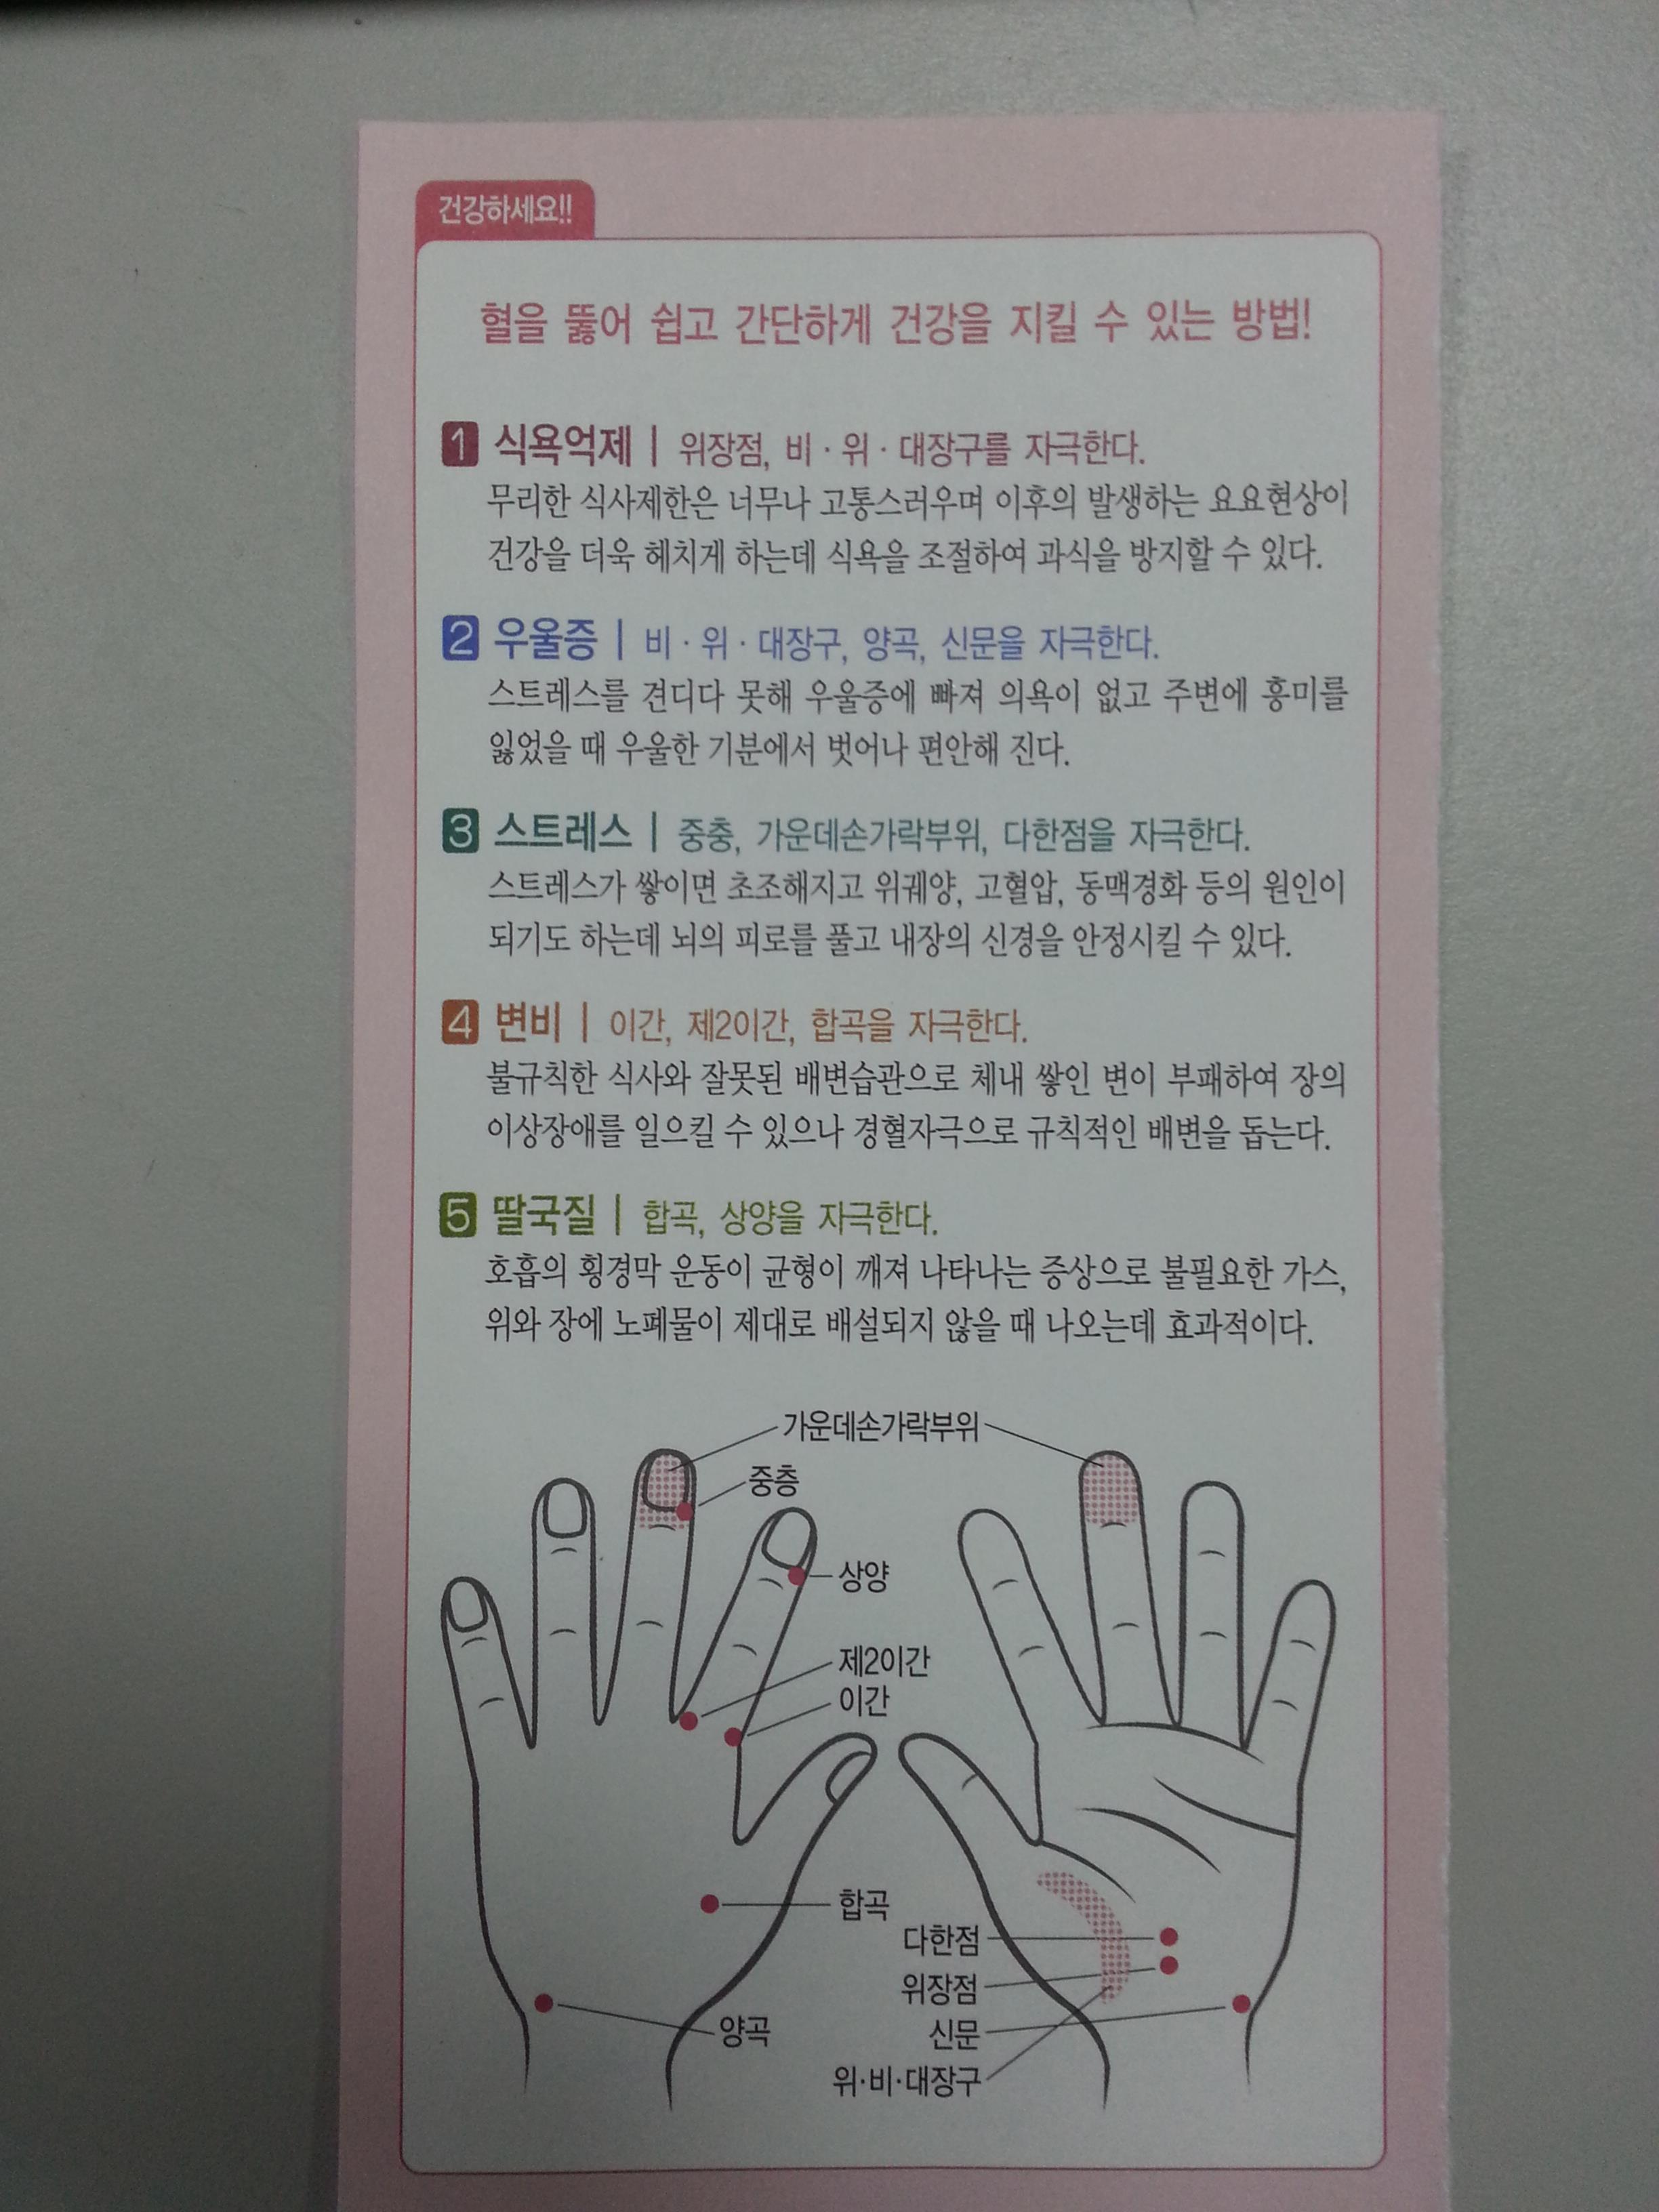 건강하세요!!
혈을 뚫어 쉽고 간단하게 건강을 지킬 수 있는 방법!
1 식욕억제 | 위장점, 비 · 위 · 대장구를 자극한다.
무리한 식사제한은 너무나 고통스러우며 이후의 발생하는 요요현상이
건강을 더욱 헤치게 하는데 식욕을 조절하여 과식을 방지할 수 있다.
2 우울증 | 비 · 위 · 대장구, 양곡, 신문을 자극한다.
스트레스를 견디다 못해 우울증에 빠져 의욕이 없고 주변에 흥미를
잃었을 때 우울한 기분에서 벗어나 편안해 진다.
3 스트레스 | 중충, 가운데손가락부위, 다한점을 자극한다.
스트레스가 쌓이면 초조해지고 위궤양, 고혈압, 동맥경화 등의 원인이
되기도 하는데 뇌의 피로를 풀고 내장의 신경을 안정시킬 수 있다.
4 변비 | 이간, 제2이간, 합곡을 자극한다.
불규칙한 식사와 잘못된 배변습관으로 체내 쌓인 변이 부패하여 장의
이상장애를 일으킬 수 있으나 경혈자극으로 규칙적인 배변을 돕는다.
5 딸국질 | 합곡, 상양을 자극한다.
호흡의 횡경막 운동이 균형이 깨져 나타나는 증상으로 불필요한 가스,
위와 장에 노폐물이 제대로 배설되지 않을 때 나오는데 효과적이다.
가운데손가락부위
중층
상양
제2이간
이간
합곡
다한점
위장점
신문
양곡
위·비·대장구